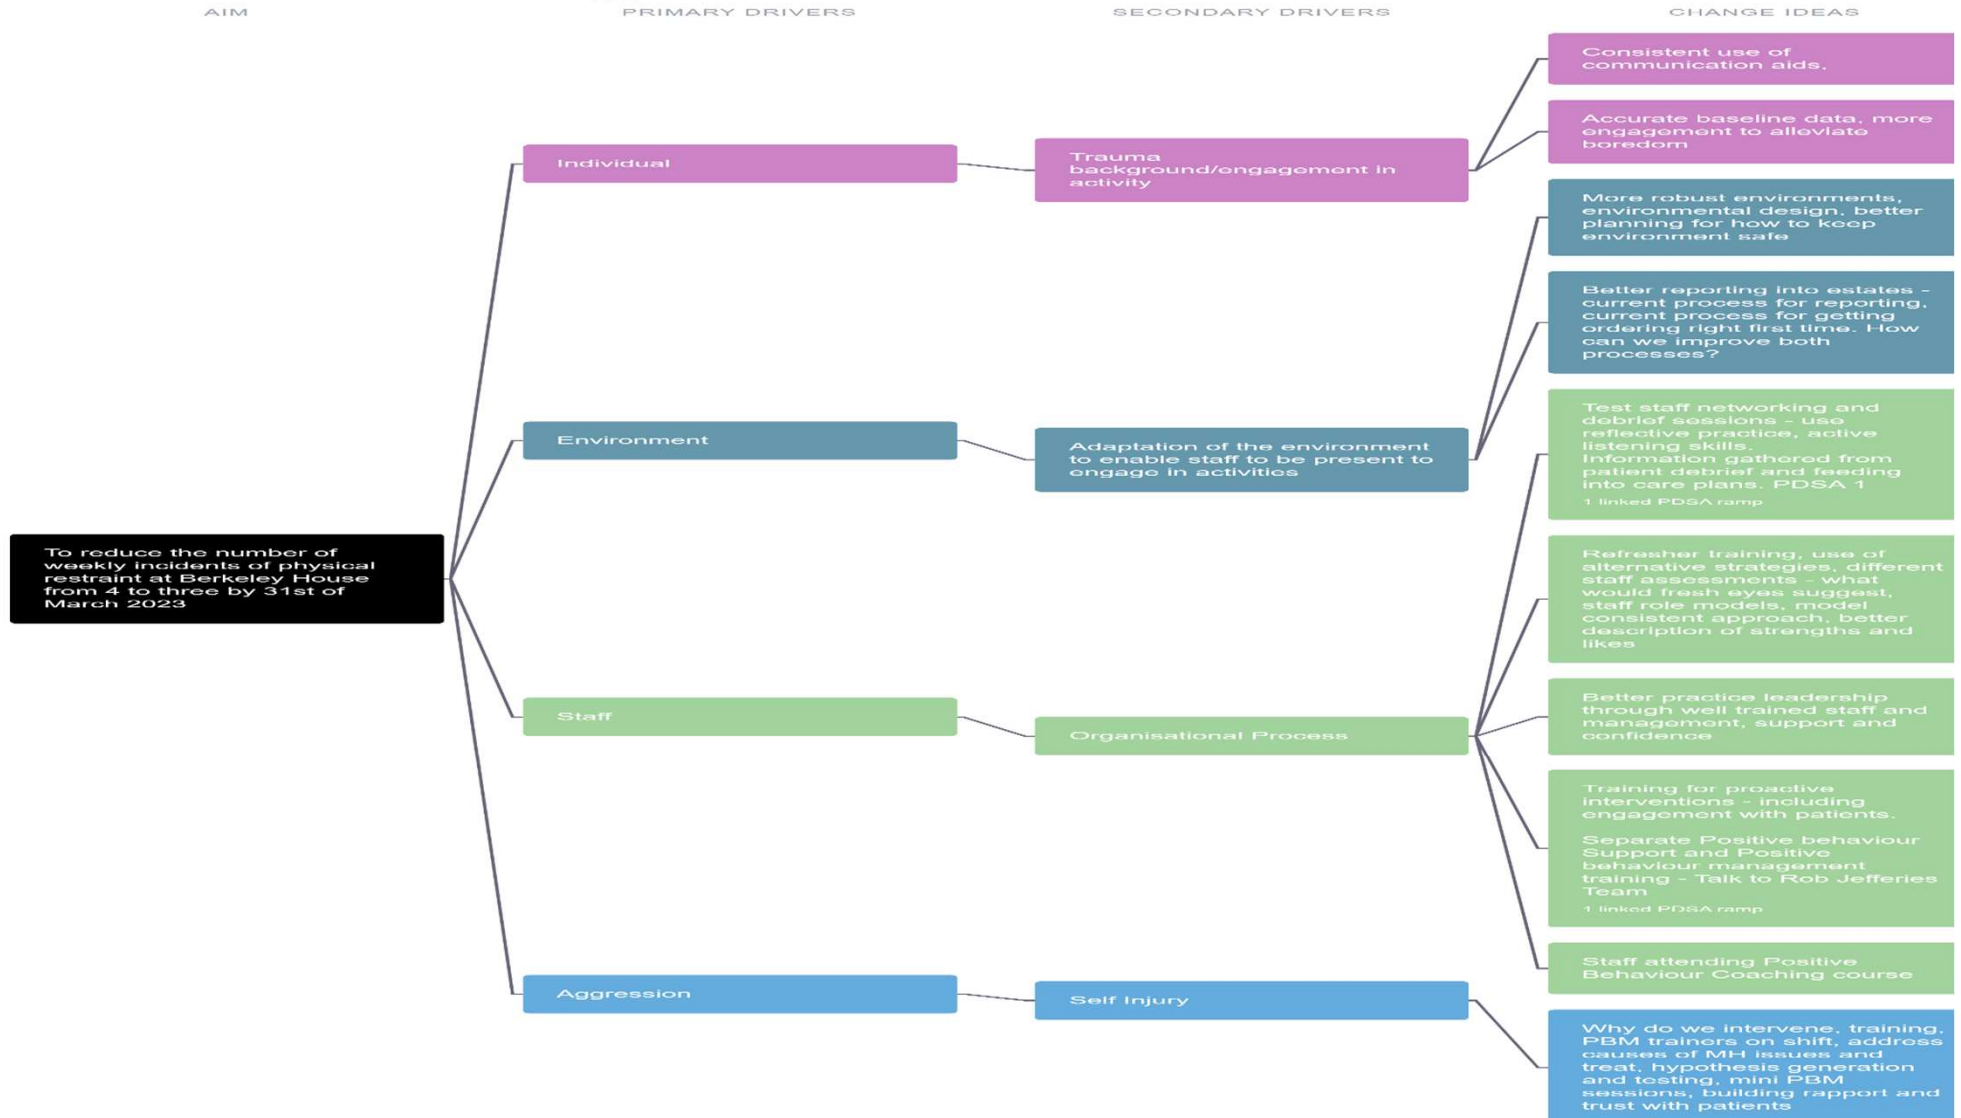 AIM
PRIMARY DRIVERS
SECONDARY DRIVERS
CHANGE IDEAS
To reduce the number of
weekly incidents of physical
restraint at Berkeley House
from 4 to three by 31st of
March 2023
Individual
Environment
Staff
Aggression
Trauma
background/engagement in
activity
Adaptation of the environment
to enable staff to be present to
engage in activities
Organisational Process
Self Injury
Consistent use of
communication aids.
Accurate baseline data, more
engagement to alleviate
boredom
More robust environments,
environmental design, better
planning for how to keep
environment safe
Better reporting into estates -
current process for reporting,
current process for getting
ordering right first time. How
can we improve both
processes?
Test staff networking and
debrief sessions - use
reflective practice, active
listening skills.
Information gathered from
patient debrief and feeding
into care plans. PDSA 1
1 linked PDSA ramp
Refresher training, use of
alternative strategies, different
staff assessments - what
would fresh eyes suggest,
staff role models, model
consistent approach, better
description of strengths and
likes
Better practice leadership
through well trained staff and
management, support and
confidence
Training for proactive
interventions - including
engagement with patients.
Separate Positive behaviour
Support and Positive
behaviour management
training - Talk to Rob Jefferies
Team
1 linked PDSA ramp
Staff attending Positive
Behaviour Coaching course
Why do we intervene, training,
PBM trainers on shift, address
causes of MH issues and
treat, hypothesis generation
and testing, mini PBM
sessions, building rapport and
trust with patients